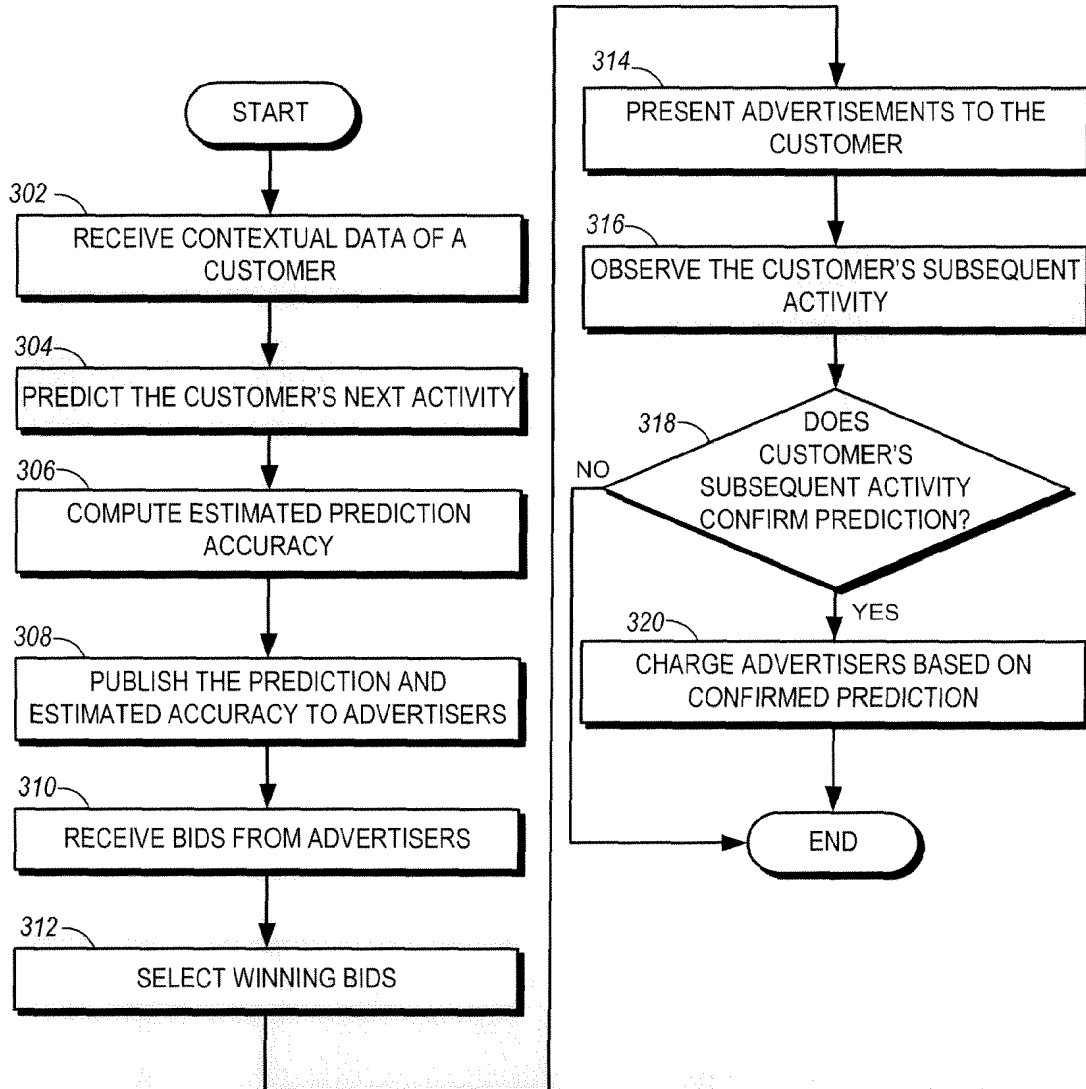 START
302
RECEIVE CONTEXTUAL DATA OF A
CUSTOMER
304
PREDICT THE CUSTOMER'S NEXT ACTIVITY
306
COMPUTE ESTIMATED PREDICTION
ACCURACY
308
PUBLISH THE PREDICTION AND
ESTIMATED ACCURACY TO ADVERTISERS
310
RECEIVE BIDS FROM ADVERTISERS
312
SELECT WINNING BIDS
314
PRESENT ADVERTISEMENTS TO THE
CUSTOMER
316
OBSERVE THE CUSTOMER'S SUBSEQUENT
ACTIVITY
318
DOES
CUSTOMER'S
SUBSEQUENT ACTIVITY
CONFIRM PREDICTION?
NO
YES
320
CHARGE ADVERTISERS BASED ON
CONFIRMED PREDICTION
END